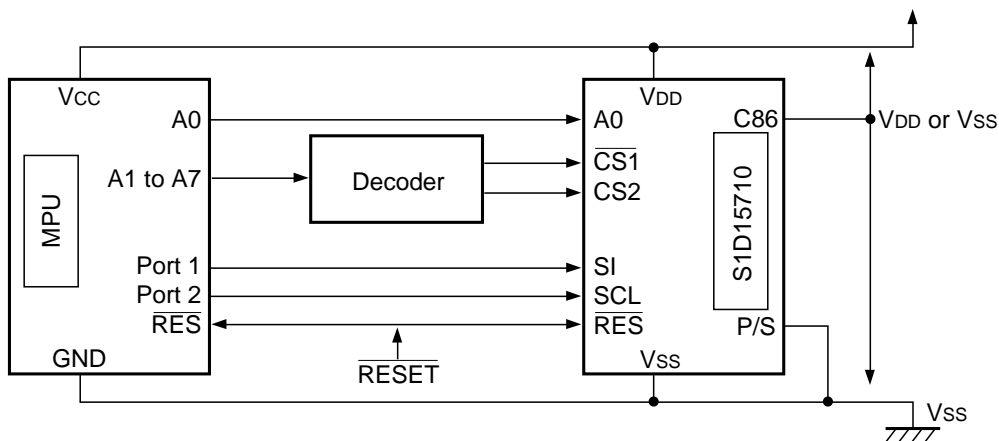 VCC
A0
A1 to A7
MPU
Port 1
Port 2
RES
GND
Decoder
RESET
VDD
A0
CS1
CS2
SI
SCL
RES
VSS
C86
S1D15710
P/S
VDD or VSS
VSS